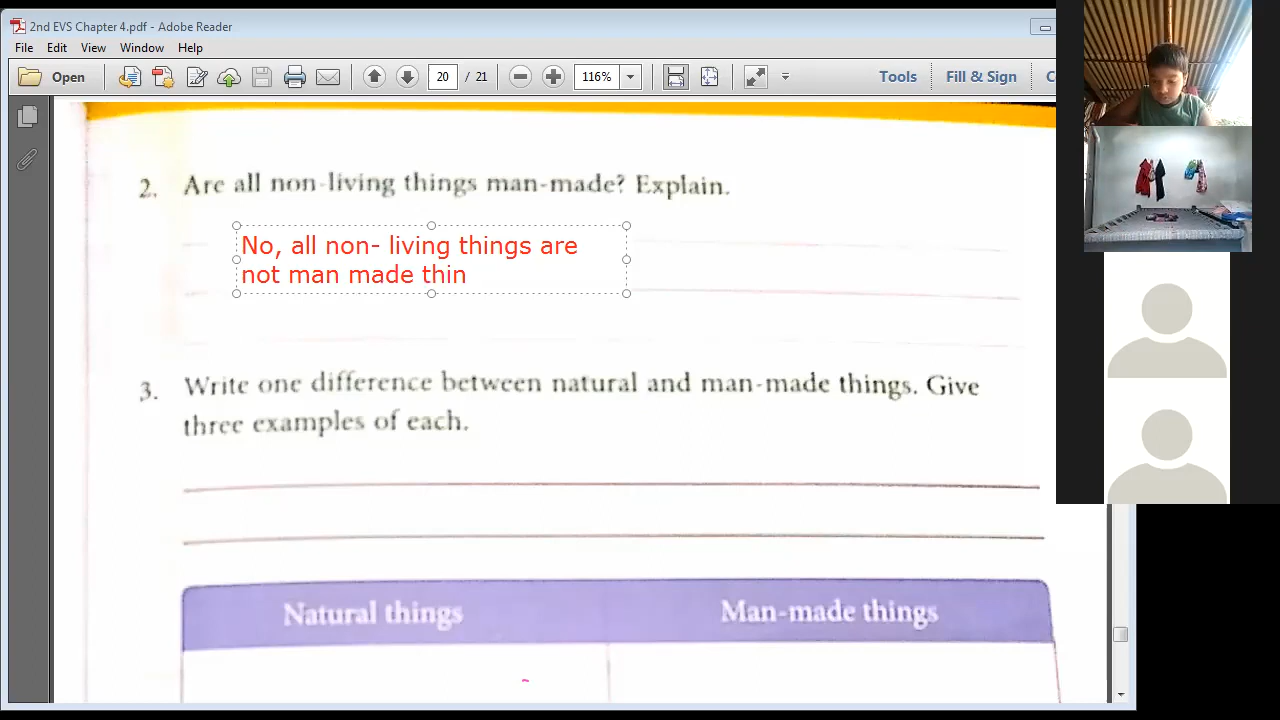 2nd EVS Chapter 4.pdf - Adobe Reader
File Edit View Window Help
Open 20 / 21 116% Tools Fill & Sign C
2. Are all non-living things man-made? Explain.
No, all non- living things are
not man made thin
3. Write one difference between natural and man-made things. Give
three examples of each.
Natural things Man-made things